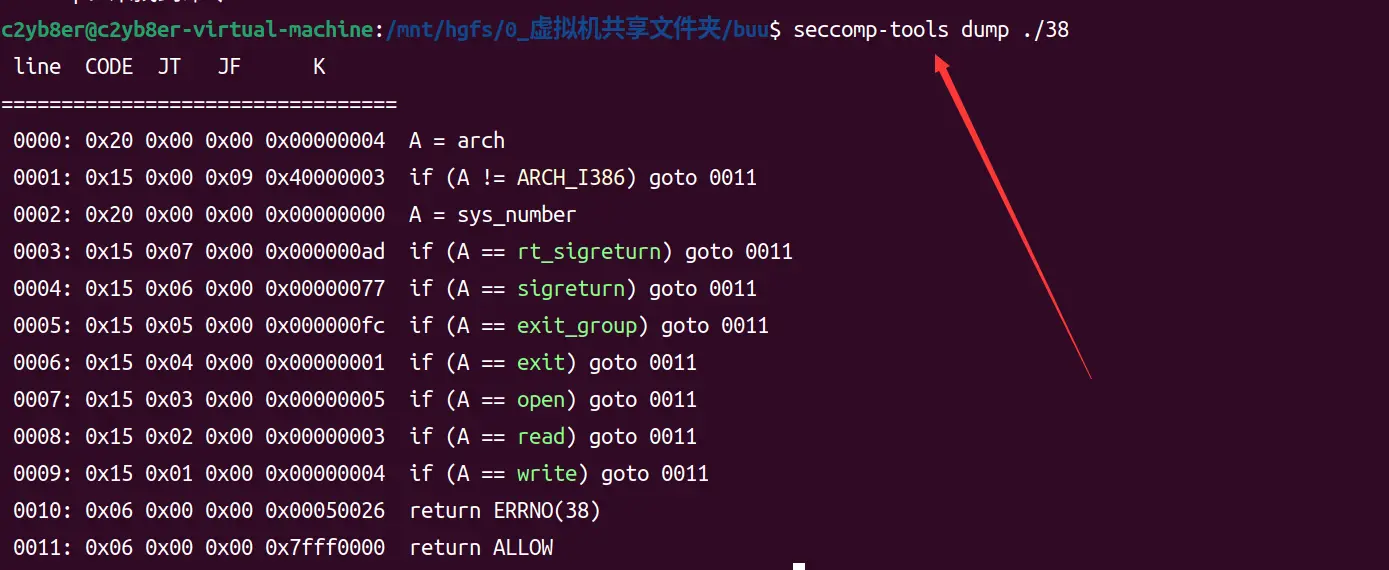 c2yb8er@c2yb8er-virtual-machine:/mnt/hgfs/0_虚拟机共享文件夹/buu$ seccomp-tools dump ./38
line  CODE  JT   JF      K
=================================
0000: 0x20 0x00 0x00 0x00000004  A = arch
0001: 0x15 0x00 0x09 0x40000003  if (A != ARCH_I386) goto 0011
0002: 0x20 0x00 0x00 0x00000000  A = sys_number
0003: 0x15 0x07 0x00 0x000000ad  if (A == rt_sigreturn) goto 0011
0004: 0x15 0x06 0x00 0x00000077  if (A == sigreturn) goto 0011
0005: 0x15 0x05 0x00 0x000000fc  if (A == exit_group) goto 0011
0006: 0x15 0x04 0x00 0x00000001  if (A == exit) goto 0011
0007: 0x15 0x03 0x00 0x00000005  if (A == open) goto 0011
0008: 0x15 0x02 0x00 0x00000003  if (A == read) goto 0011
0009: 0x15 0x01 0x00 0x00000004  if (A == write) goto 0011
0010: 0x06 0x00 0x00 0x00050026  return ERRNO(38)
0011: 0x06 0x00 0x00 0x7fff0000  return ALLOW